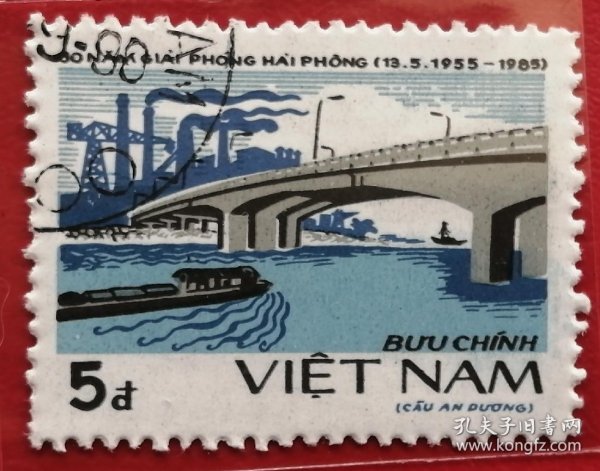 30 NĂM GIẢI PHÓNG HẢI PHÒNG (13.5.1955-1985)
BƯU CHÍNH
5đ VIỆT NAM
(CẦU AN DƯƠNG)
孔夫子旧书网
www.kongfz.com